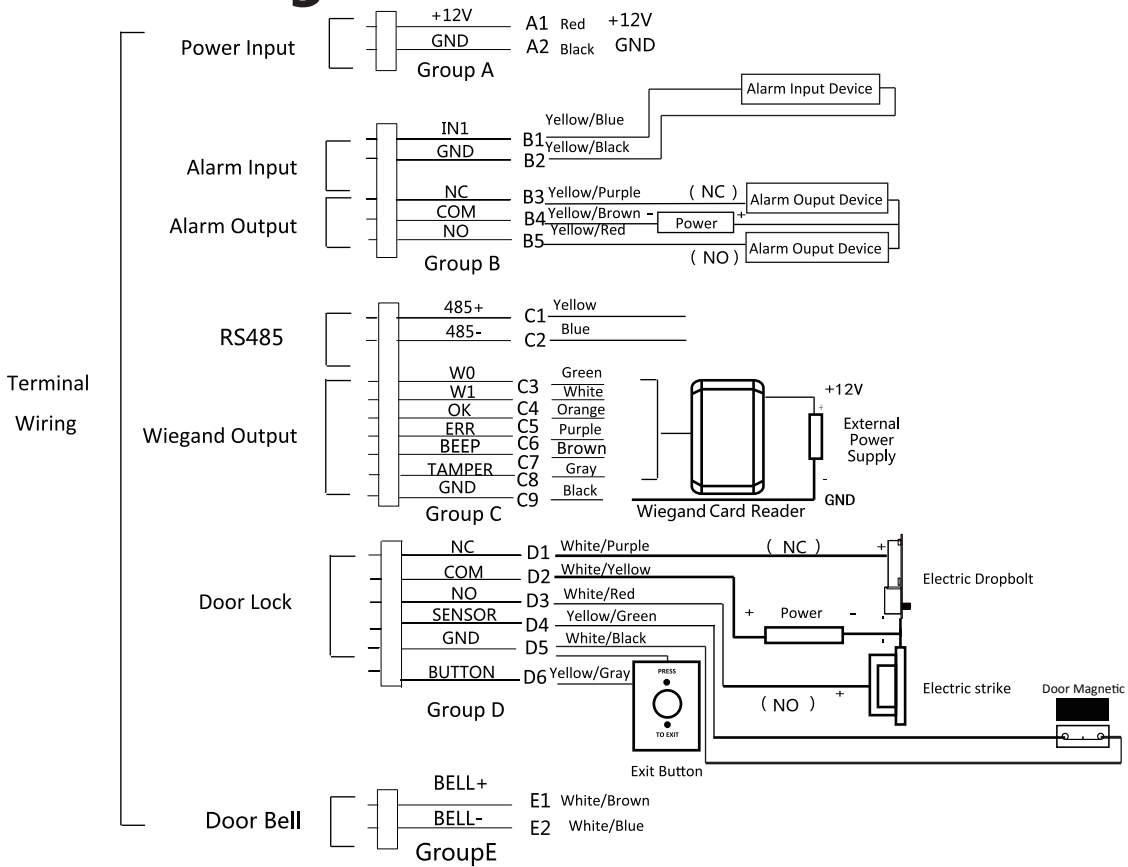 Terminal
Wiring
Power Input
+12V
A1 Red +12V
GND
A2 Black GND
Group A
Alarm Input
IN1
B1
Yellow/Blue
GND
B2
Yellow/Black
Alarm Input Device
Alarm Output
NC
B3 Yellow/Purple
( NC )
Alarm Ouput Device
COM
B4 Yellow/Brown
- Power +
NO
B5
Yellow/Red
( NO )
Alarm Ouput Device
Group B
RS485
485+
C1
Yellow
485-
C2
Blue
Wiegand Output
W0
C3
Green
W1
C4
White
OK
C5
Orange
ERR
C6
Purple
BEEP
C7
Brown
TAMPER
C8
Gray
GND
C9
Black
Group C
Wiegand Card Reader
+12V
+
External
Power
Supply
-
GND
Door Lock
NC
D1 White/Purple
( NC )
+
Electric Dropbolt
COM
D2 White/Yellow
+ Power -
NO
D3 White/Red
( NO )
+
Electric strike
SENSOR
D4 Yellow/Green
GND
D5 White/Black
BUTTON
D6 Yellow/Gray
Group D
PRESS
TO EXIT
Exit Button
Door Magnetic
Door Bell
BELL+
E1 White/Brown
BELL-
E2 White/Blue
GroupE